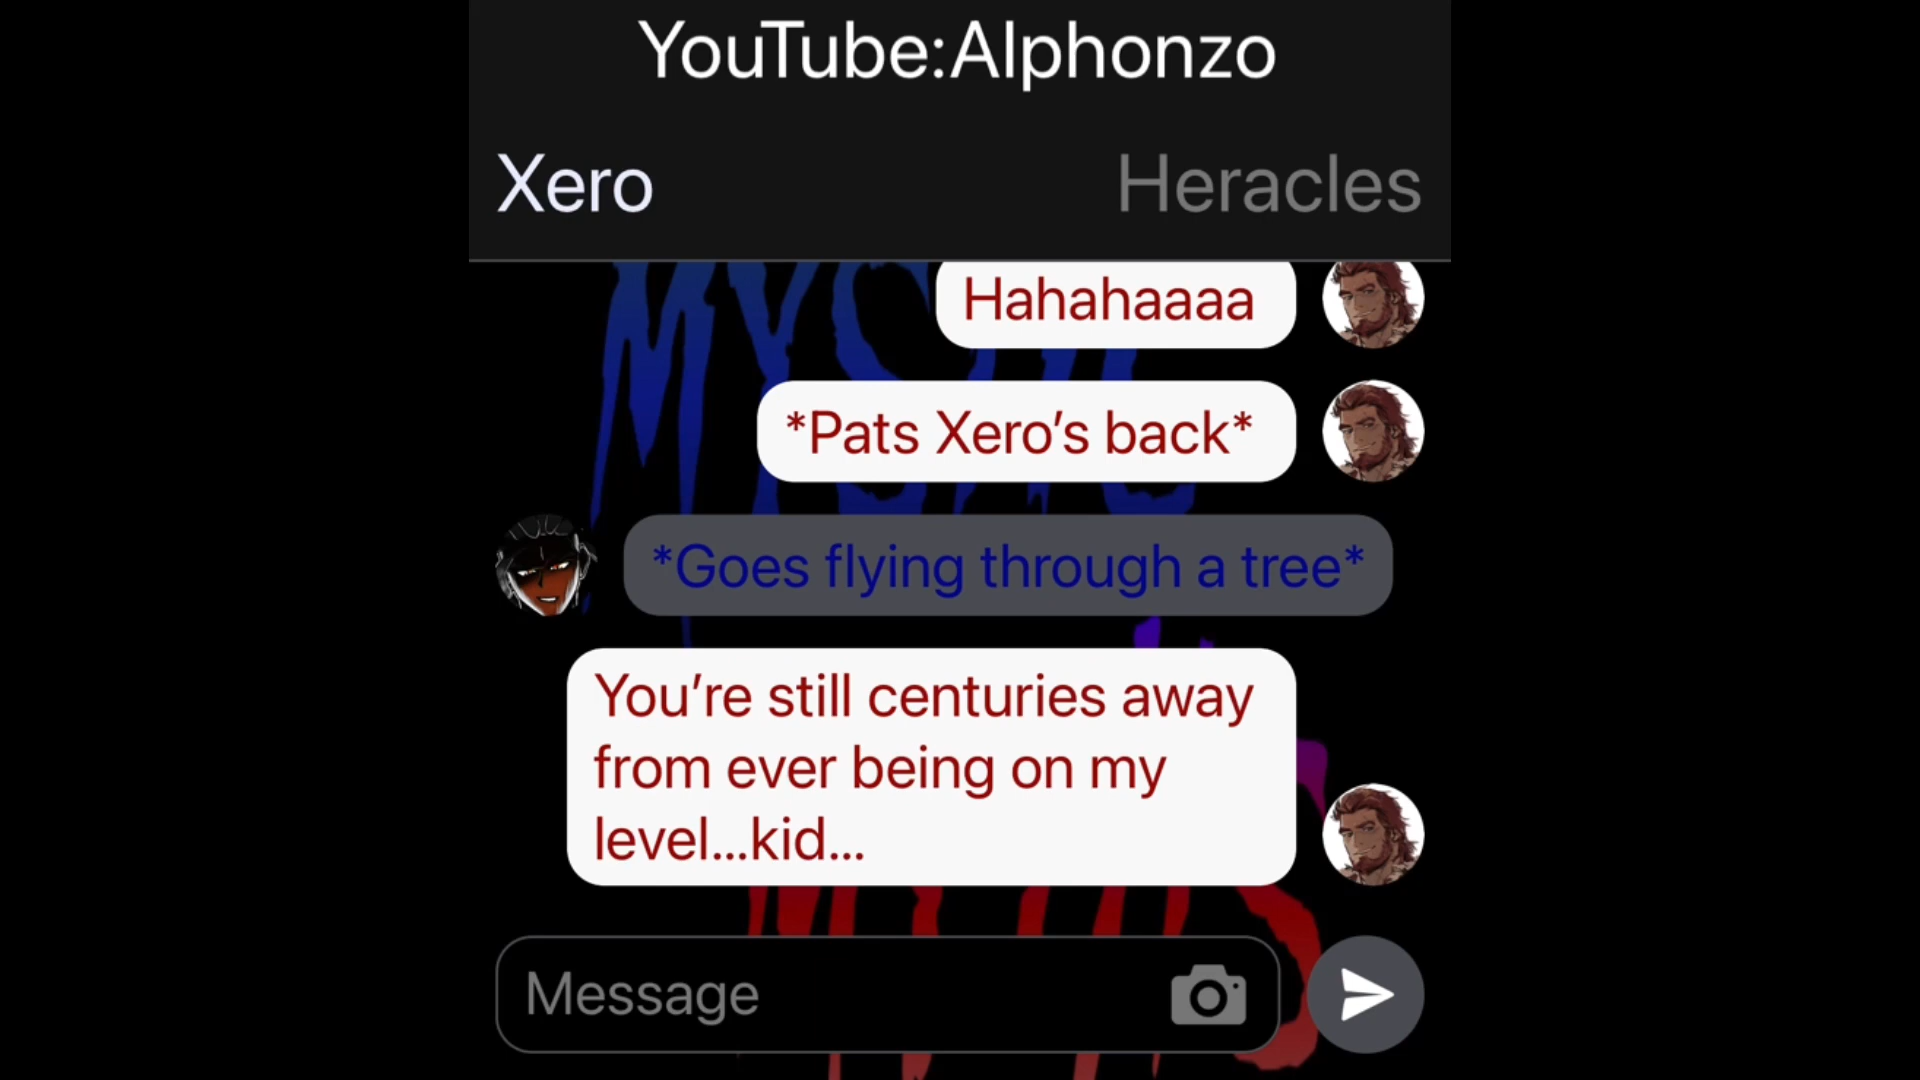 YouTube:Alphonzo
Xero
Heracles
Hahahaaaa
*Pats Xero’s back*
*Goes flying through a tree*
You’re still centuries away
from ever being on my
level...kid...
Message